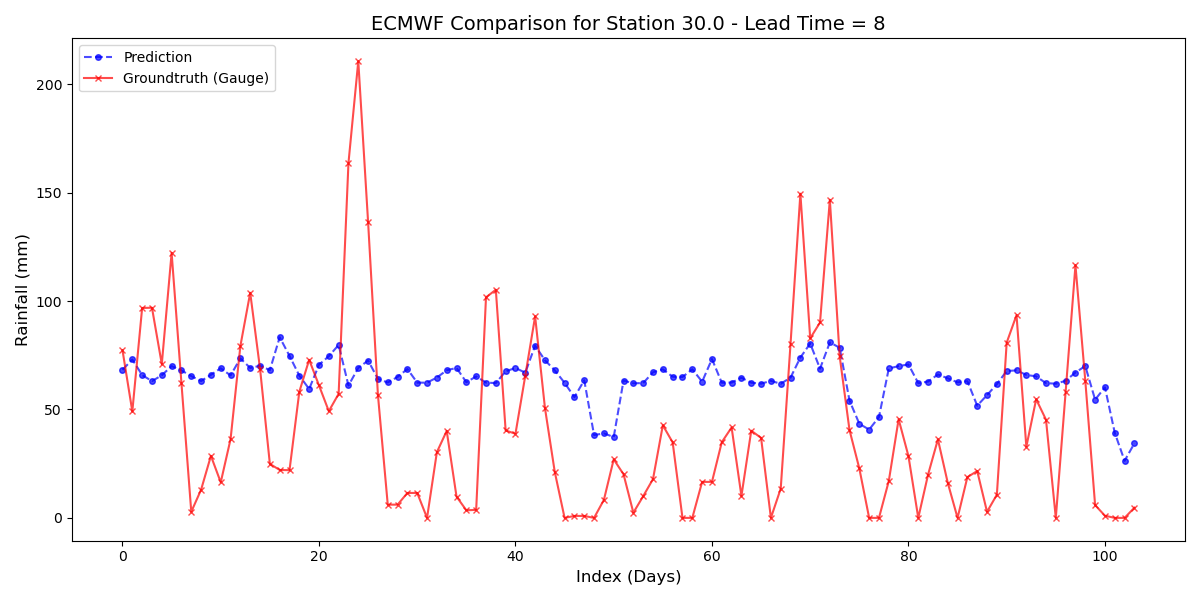 ECMWF Comparison for Station 30.0 - Lead Time = 8
Prediction
Groundtruth (Gauge)
Rainfall (mm)
200
150
100
50
0
0 20 40 60 80 100
Index (Days)